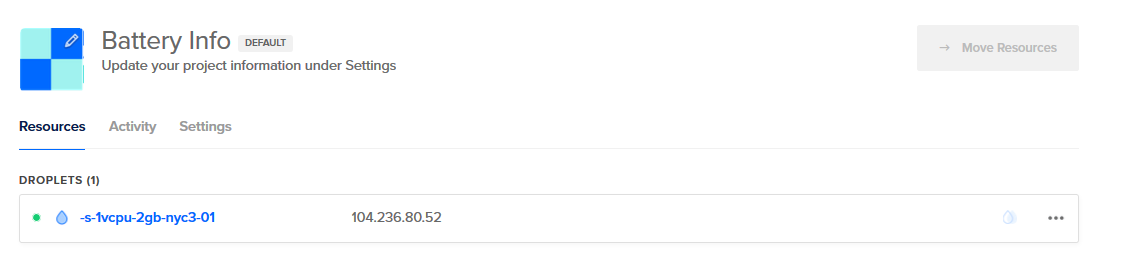 Battery Info DEFAULT
Update your project information under Settings
→ Move Resources
Resources Activity Settings
DROPLETS (1)
-s-1vcpu-2gb-nyc3-01 104.236.80.52